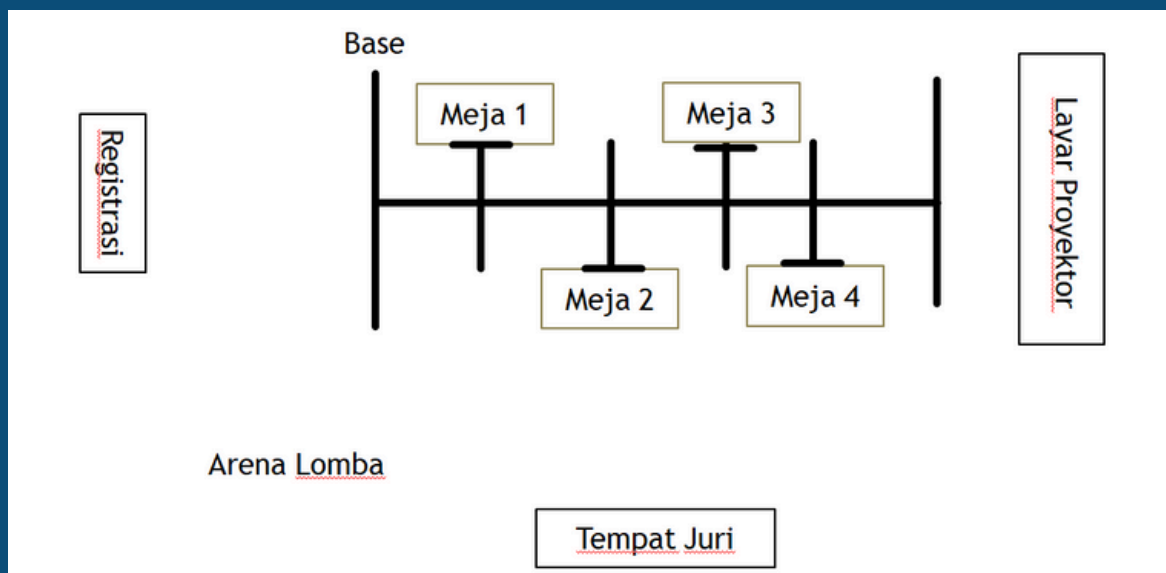 Base
Meja 1
Meja 3
Registrasi
Layar Proyektor
Meja 2
Meja 4
Arena Lomba
Tempat Juri